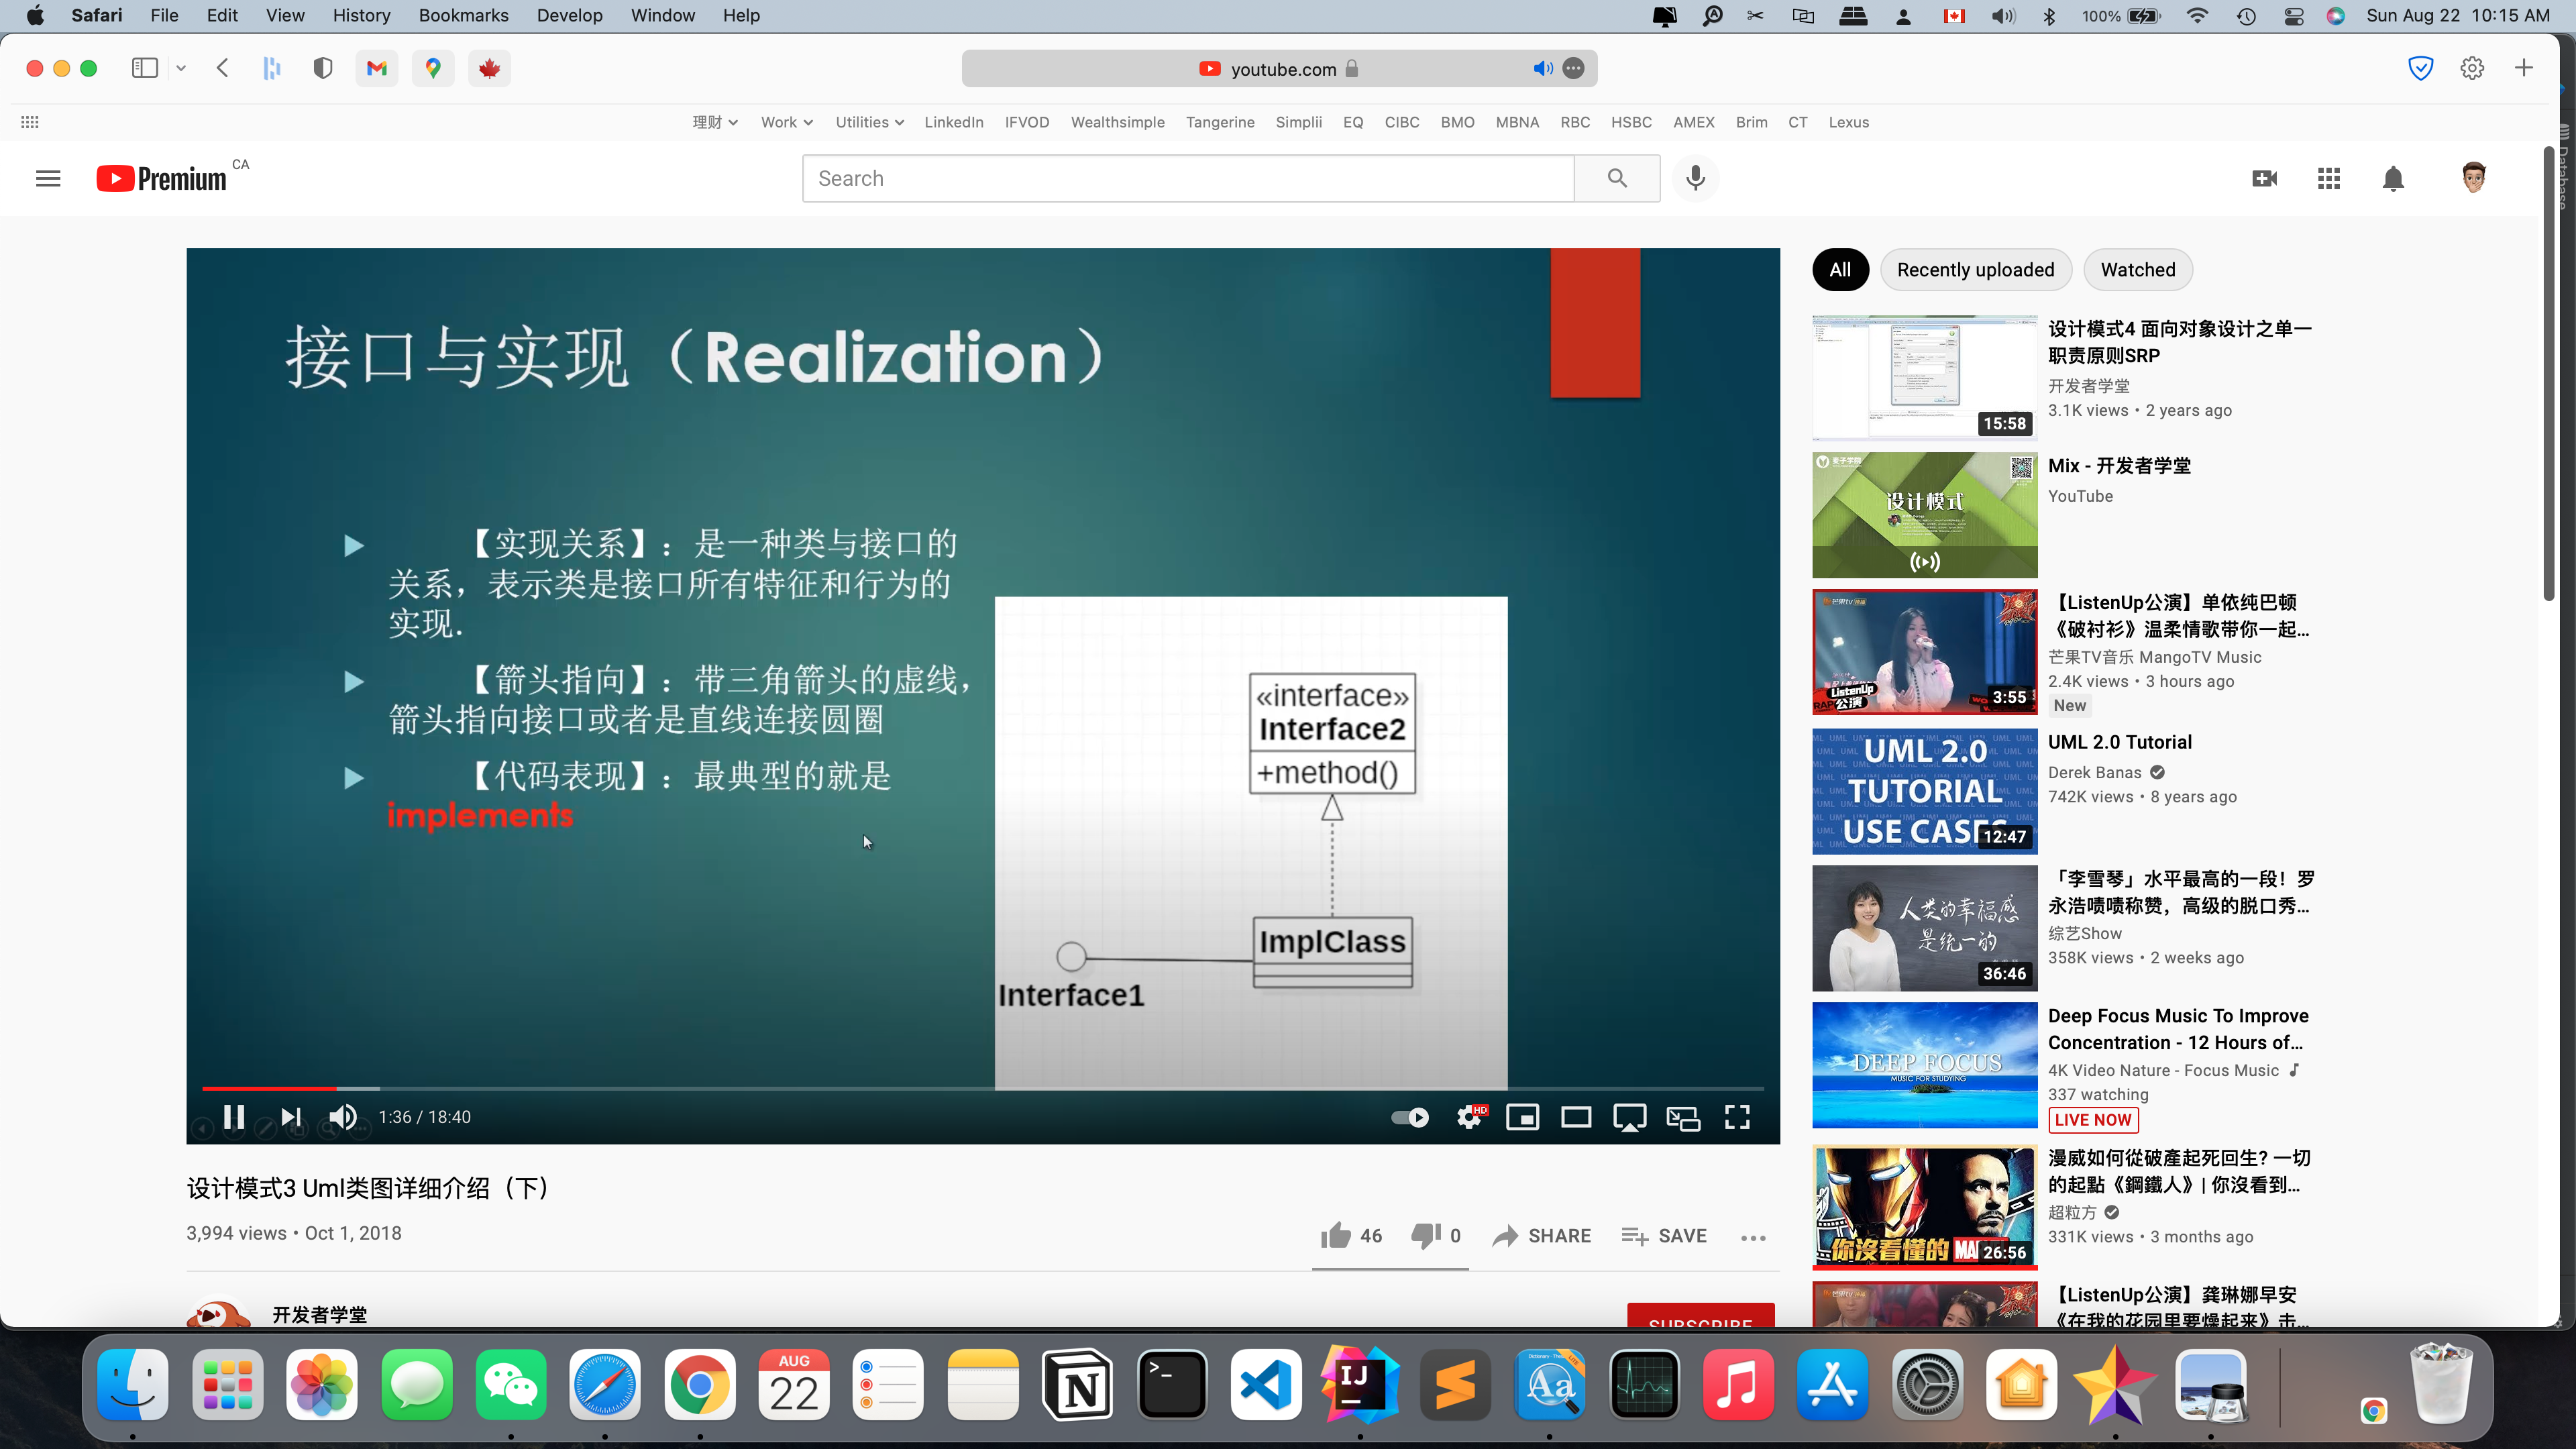 Safari File Edit View History Bookmarks Develop Window Help
100% Sun Aug 22 10:15 AM
youtube.com
理财 Work Utilities LinkedIn IFVOD Wealthsimple Tangerine Simplii EQ CIBC BMO MBNA RBC HSBC AMEX Brim CT Lexus
Database
Premium CA
Search
接口与实现（Realization）
【实现关系】：是一种类与接口的
关系，表示类是接口所有特征和行为的
实现.
【箭头指向】：带三角箭头的虚线，
箭头指向接口或者是直线连接圆圈
【代码表现】：最典型的就是
implements
«interface»
Interface2
+method()
ImplClass
Interface1
1:36 / 18:40
HD
设计模式3 Uml类图详细介绍（下）
3,994 views • Oct 1, 2018
46 0 SHARE SAVE
开发者学堂
SUBSCRIBE
All Recently uploaded Watched
15:58
设计模式4 面向对象设计之单一
职责原则SRP
开发者学堂
3.1K views • 2 years ago
麦子学院
设计模式
Mix - 开发者学堂
YouTube
芒果tv
ListenUp
公演
3:55
【ListenUp公演】单依纯巴顿
《破衬衫》温柔情歌带你一起...
芒果TV音乐 MangoTV Music
2.4K views • 3 hours ago
New
UML 2.0
TUTORIAL
USE CASES
12:47
UML 2.0 Tutorial
Derek Banas
742K views • 8 years ago
人类的幸福感
是统一的
36:46
「李雪琴」水平最高的一段！罗
永浩啧啧称赞，高级的脱口秀...
综艺Show
358K views • 2 weeks ago
DEEP FOCUS
MUSIC FOR STUDYING
Deep Focus Music To Improve
Concentration - 12 Hours of...
4K Video Nature - Focus Music
337 watching
LIVE NOW
你沒看懂的 MA
26:56
漫威如何從破產起死回生? 一切
的起點《鋼鐵人》| 你沒看到...
超粒方
331K views • 3 months ago
【ListenUp公演】龚琳娜早安
《在我的花园里要燥起来》击...
AUG
22
IJ
Aa